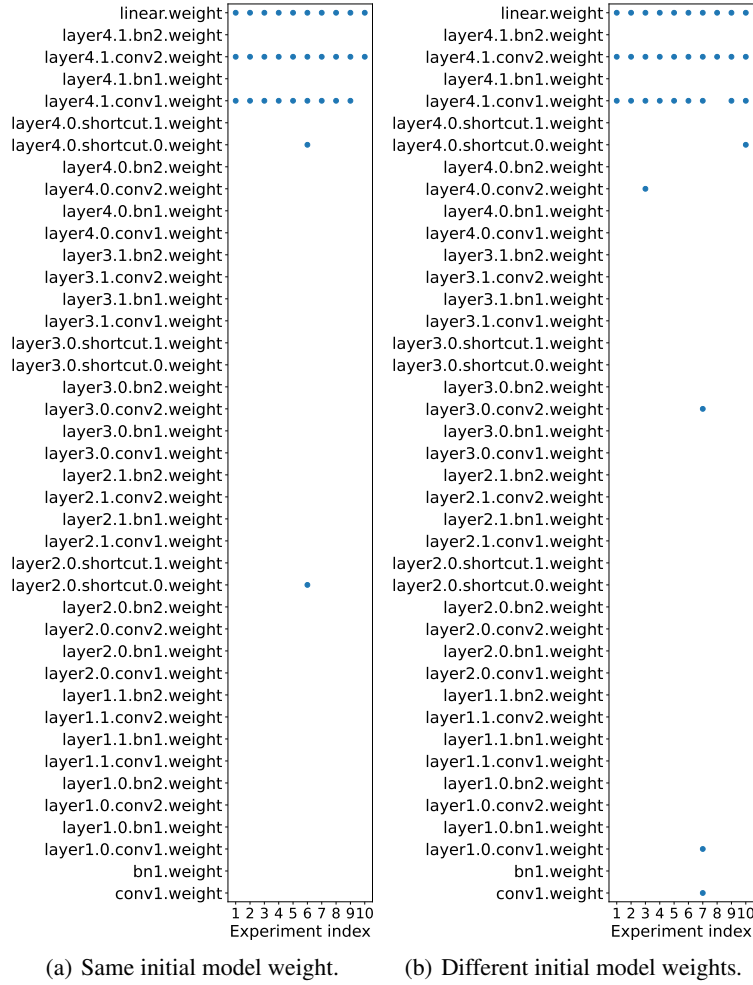 linear.weight
layer4.1.bn2.weight
layer4.1.conv2.weight
layer4.1.bn1.weight
layer4.1.conv1.weight
layer4.0.shortcut.1.weight
layer4.0.shortcut.0.weight
layer4.0.bn2.weight
layer4.0.conv2.weight
layer4.0.bn1.weight
layer4.0.conv1.weight
layer3.1.bn2.weight
layer3.1.conv2.weight
layer3.1.bn1.weight
layer3.1.conv1.weight
layer3.0.shortcut.1.weight
layer3.0.shortcut.0.weight
layer3.0.bn2.weight
layer3.0.conv2.weight
layer3.0.bn1.weight
layer3.0.conv1.weight
layer2.1.bn2.weight
layer2.1.conv2.weight
layer2.1.bn1.weight
layer2.1.conv1.weight
layer2.0.shortcut.1.weight
layer2.0.shortcut.0.weight
layer2.0.bn2.weight
layer2.0.conv2.weight
layer2.0.bn1.weight
layer2.0.conv1.weight
layer1.1.bn2.weight
layer1.1.conv2.weight
layer1.1.bn1.weight
layer1.1.conv1.weight
layer1.0.bn2.weight
layer1.0.conv2.weight
layer1.0.bn1.weight
layer1.0.conv1.weight
bn1.weight
conv1.weight
1 2 3 4 5 6 7 8 9 10
Experiment index
(a) Same initial model weight.
linear.weight
layer4.1.bn2.weight
layer4.1.conv2.weight
layer4.1.bn1.weight
layer4.1.conv1.weight
layer4.0.shortcut.1.weight
layer4.0.shortcut.0.weight
layer4.0.bn2.weight
layer4.0.conv2.weight
layer4.0.bn1.weight
layer4.0.conv1.weight
layer3.1.bn2.weight
layer3.1.conv2.weight
layer3.1.bn1.weight
layer3.1.conv1.weight
layer3.0.shortcut.1.weight
layer3.0.shortcut.0.weight
layer3.0.bn2.weight
layer3.0.conv2.weight
layer3.0.bn1.weight
layer3.0.conv1.weight
layer2.1.bn2.weight
layer2.1.conv2.weight
layer2.1.bn1.weight
layer2.1.conv1.weight
layer2.0.shortcut.1.weight
layer2.0.shortcut.0.weight
layer2.0.bn2.weight
layer2.0.conv2.weight
layer2.0.bn1.weight
layer2.0.conv1.weight
layer1.1.bn2.weight
layer1.1.conv2.weight
layer1.1.bn1.weight
layer1.1.conv1.weight
layer1.0.bn2.weight
layer1.0.conv2.weight
layer1.0.bn1.weight
layer1.0.conv1.weight
bn1.weight
conv1.weight
1 2 3 4 5 6 7 8 9 10
Experiment index
(b) Different initial model weights.